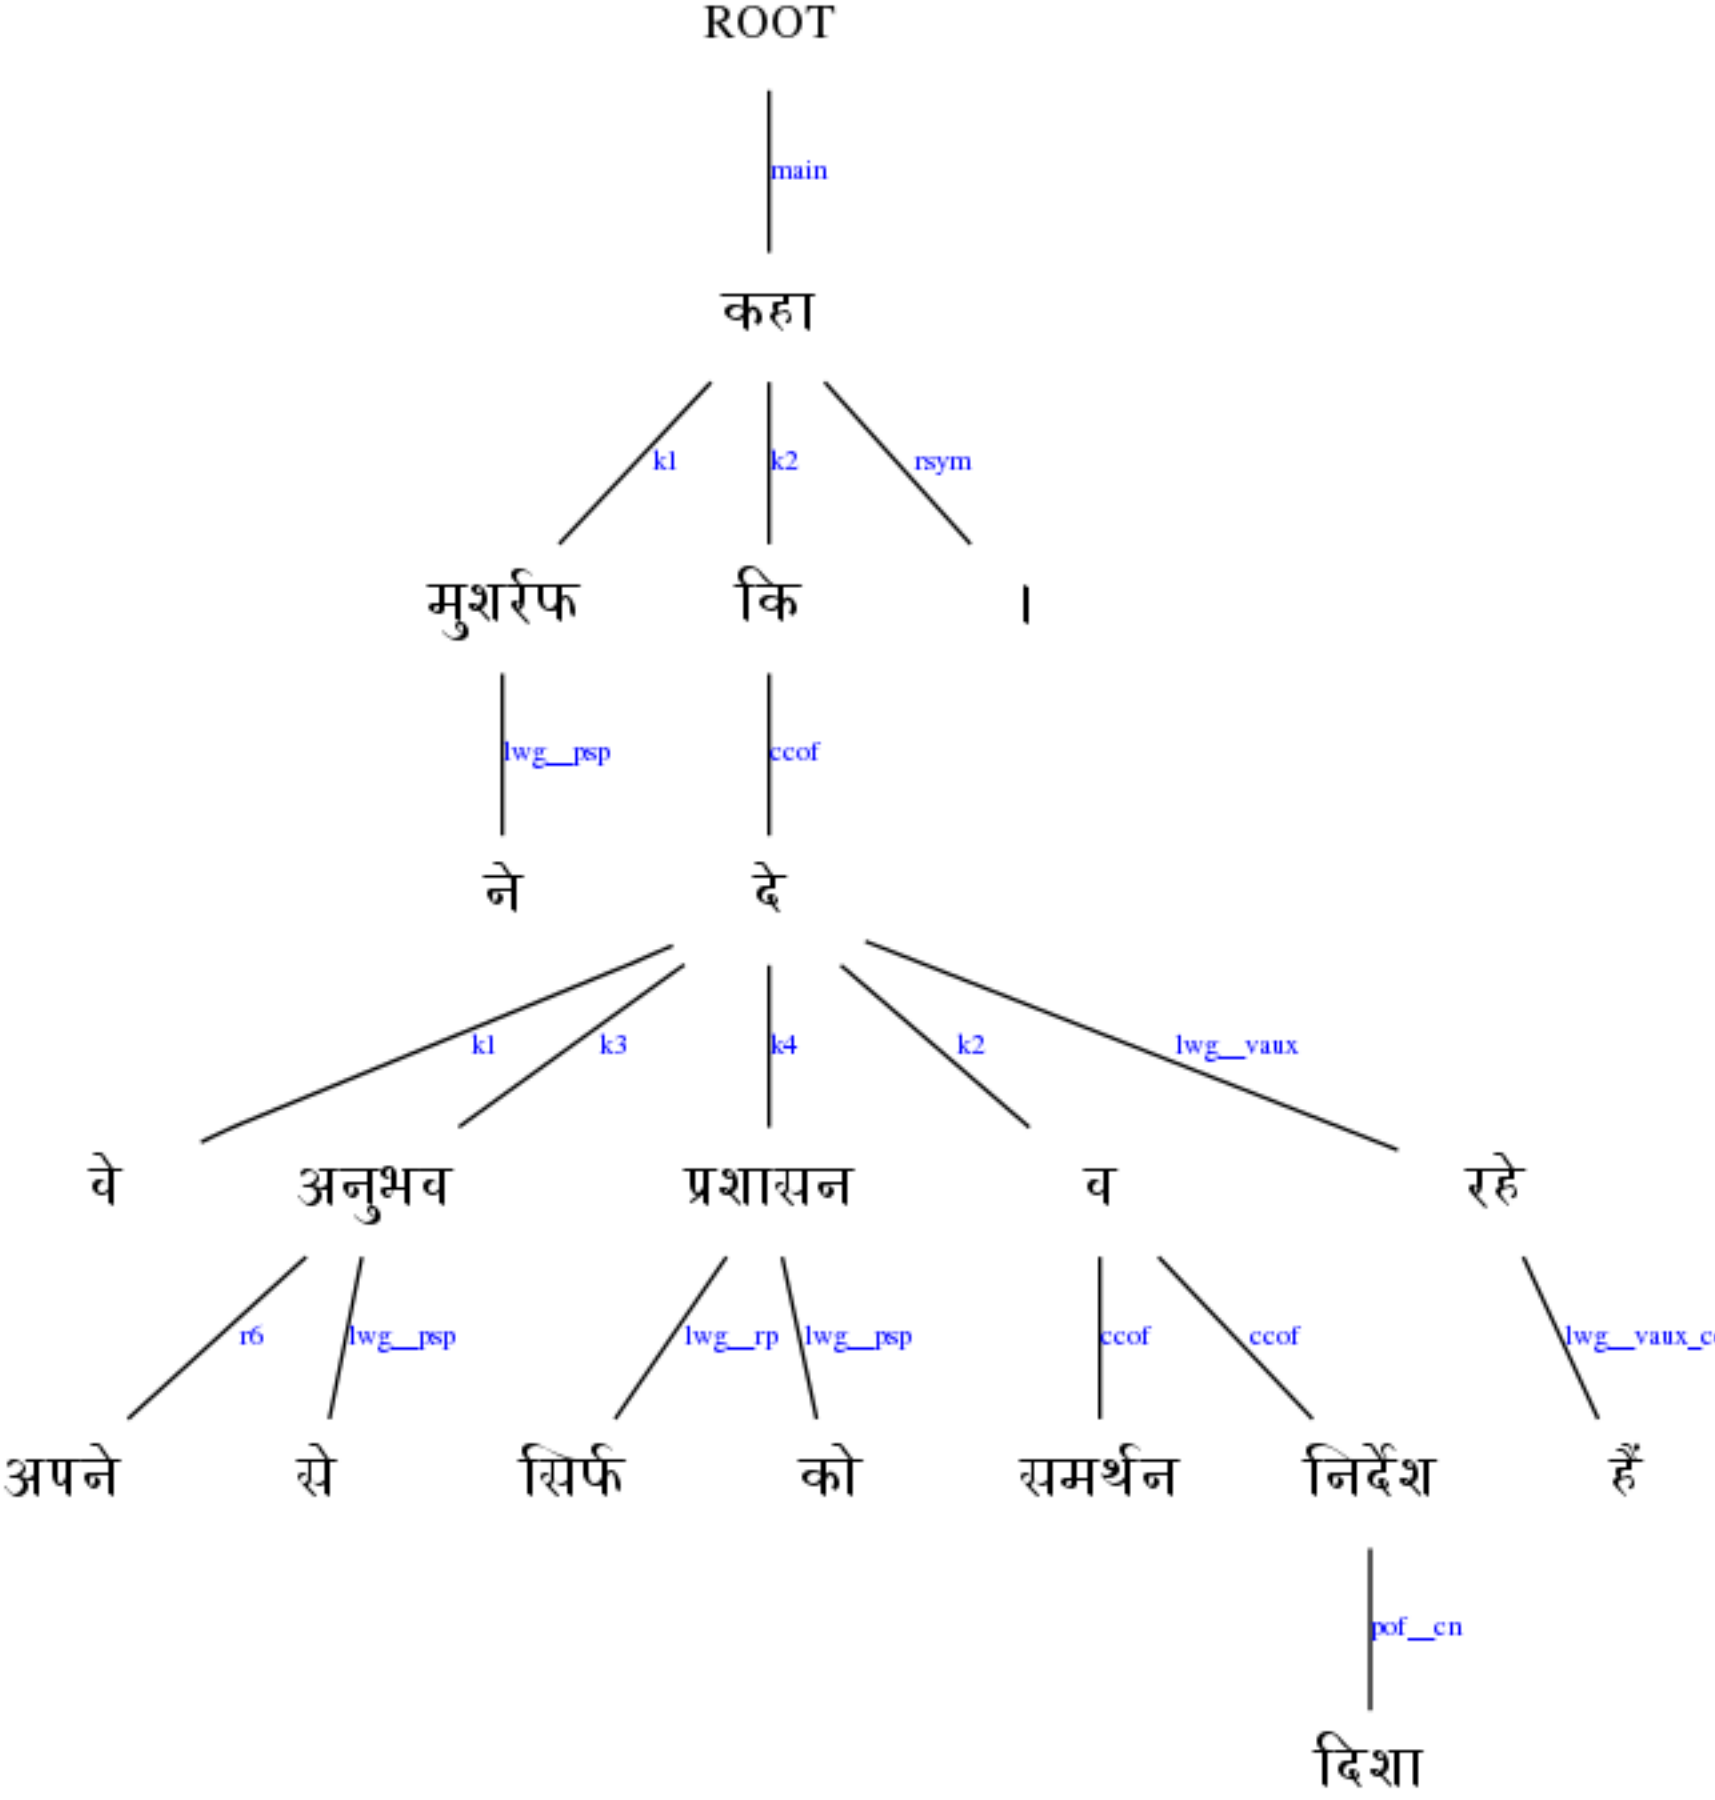 ROOT
main
कहा
k1 k2 rsym
मुशर्रफ कि ।
lwg__psp ccof
ने दे
k1 k3 k4 k2 lwg__vaux
वे अनुभव प्रशासन व रहे
r6 lwg__psp lwg__rp lwg__psp ccof ccof
अपने से सिर्फ को समर्थन निर्देश हैं
pof__cn
दिशा